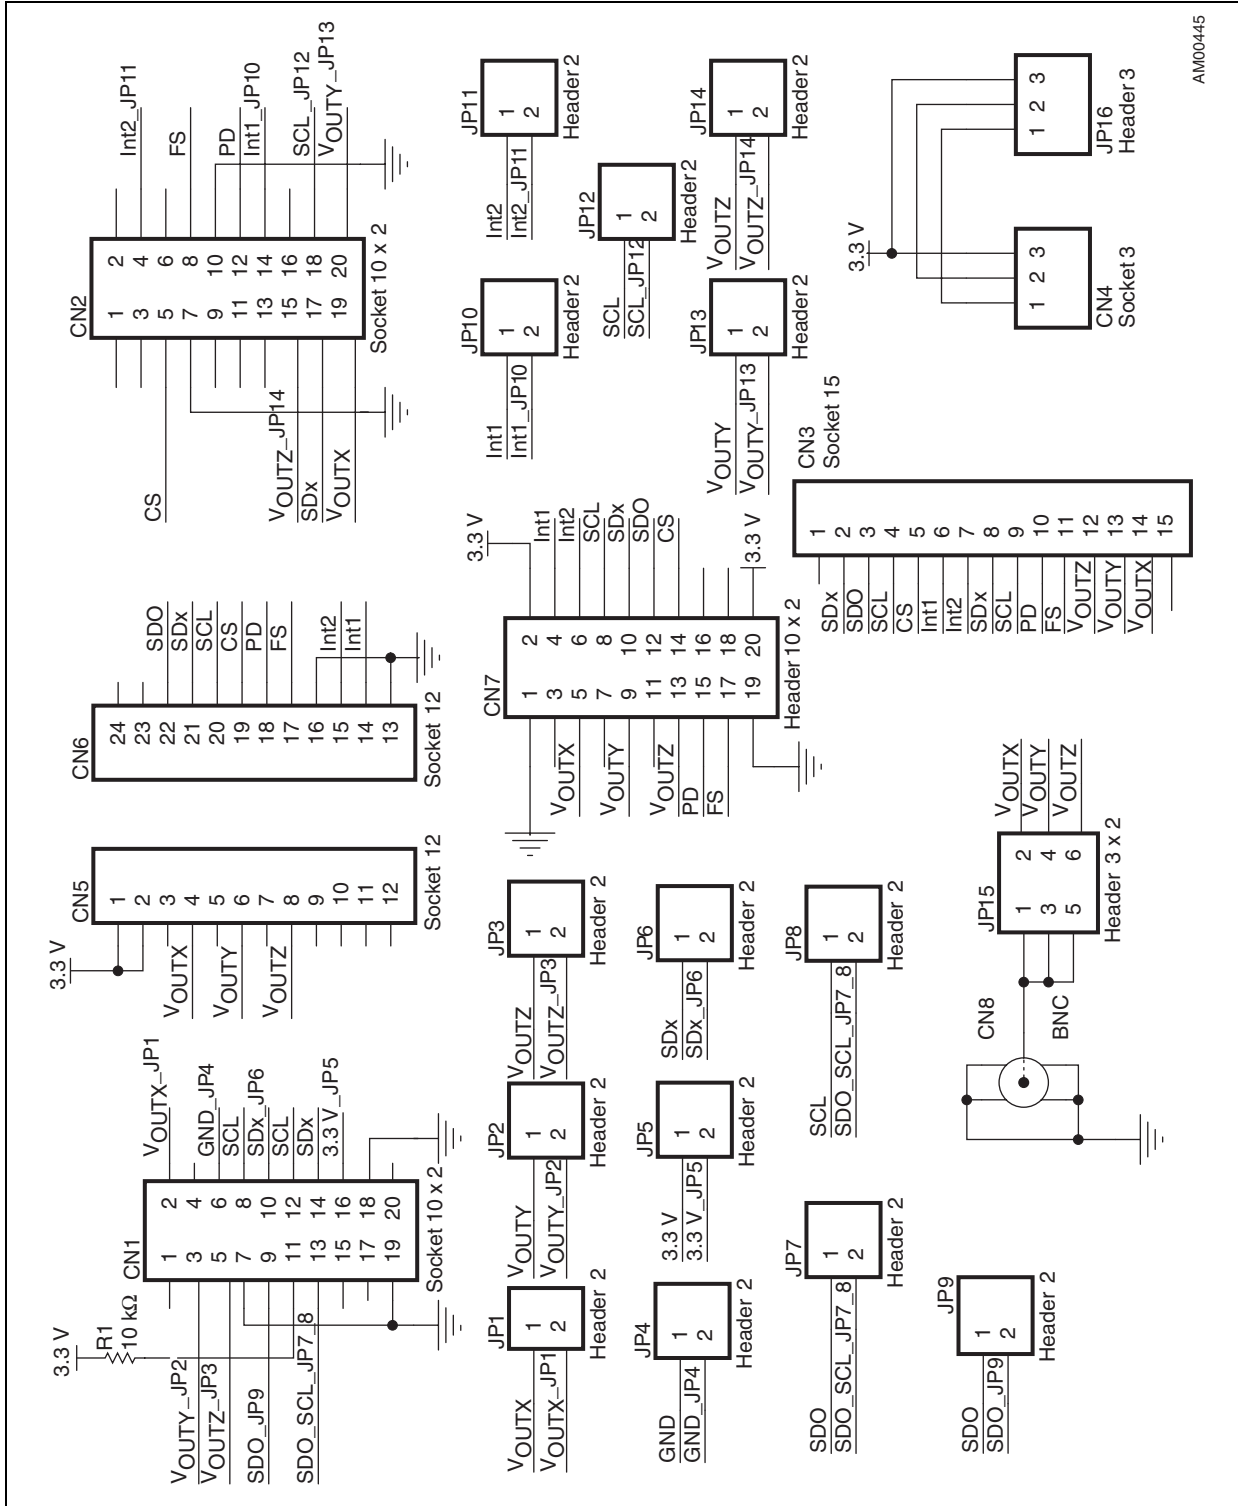 AM00445
CN1
Socket 10 x 2
3.3 V
R1
10 kΩ
1 2
3 4
5 6
7 8
9 10
11 12
13 14
15 16
17 18
19 20
VOUTY_JP2
VOUTZ_JP3
SDO_JP9
SDO_SCL_JP7_8
VOUTX_JP1
GND_JP4
SCL
SDx_JP6
SCL
SDx
3.3 V_JP5
CN5
Socket 12
3.3 V
1
2
3
4
5
6
7
8
9
10
11
12
VOUTX
VOUTY
VOUTZ
CN6
Socket 12
24
23
22
21
20
19
18
17
16
15
14
13
SDO
SDx
SCL
CS
PD
FS
Int2
Int1
CN2
Socket 10 x 2
1 2
3 4
5 6
7 8
9 10
11 12
13 14
15 16
17 18
19 20
CS
VOUTZ_JP14
SDx
VOUTX
Int2_JP11
FS
PD
Int1_JP10
SCL_JP12
VOUTY_JP13
JP1
1
2
Header 2
VOUTX
VOUTX_JP1
JP2
1
2
Header 2
VOUTY
VOUTY_JP2
JP3
1
2
Header 2
VOUTZ
VOUTZ_JP3
CN7
Header 10 x 2
3.3 V
1 2
3 4
5 6
7 8
9 10
11 12
13 14
15 16
17 18
19 20
VOUTX
VOUTY
VOUTZ
PD
FS
Int1
Int2
SCL
SDx
SDO
CS
3.3 V
JP10
1
2
Header 2
Int1
Int1_JP10
JP11
1
2
Header 2
Int2
Int2_JP11
JP4
1
2
Header 2
GND
GND_JP4
JP5
1
2
Header 2
3.3 V
3.3 V_JP5
JP6
1
2
Header 2
SDx
SDx_JP6
JP12
1
2
Header 2
SCL
SCL_JP12
JP7
1
2
Header 2
SDO
SDO_SCL_JP7_8
JP8
1
2
Header 2
SCL
SDO_SCL_JP7_8
JP13
1
2
Header 2
VOUTY
VOUTY_JP13
JP14
1
2
Header 2
VOUTZ
VOUTZ_JP14
JP9
1
2
Header 2
SDO
SDO_JP9
CN8
BNC
JP15
1 2
3 4
5 6
Header 3 x 2
VOUTX
VOUTY
VOUTZ
CN3
Socket 15
1
2
3
4
5
6
7
8
9
10
11
12
13
14
15
SDx
SDO
SCL
CS
Int1
Int2
SDx
SCL
PD
FS
VOUTZ
VOUTY
VOUTX
3.3 V
CN4
Socket 3
1 2 3
JP16
Header 3
1 2 3